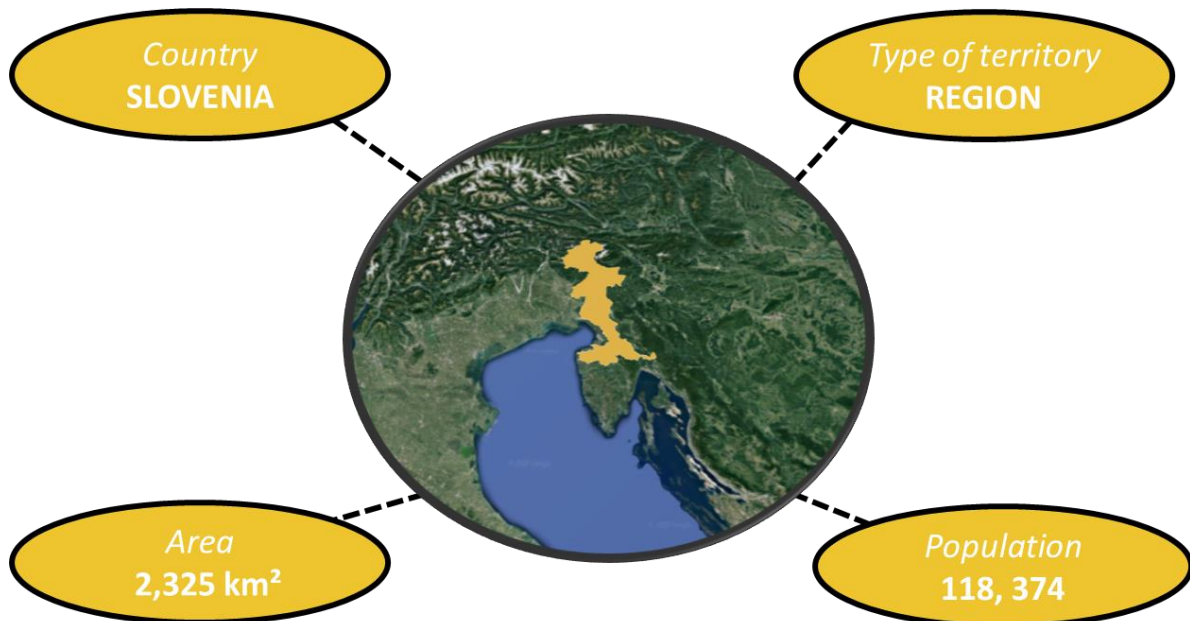 Country
SLOVENIA
Type of territory
REGION
Area
2,325 km²
Population
118, 374